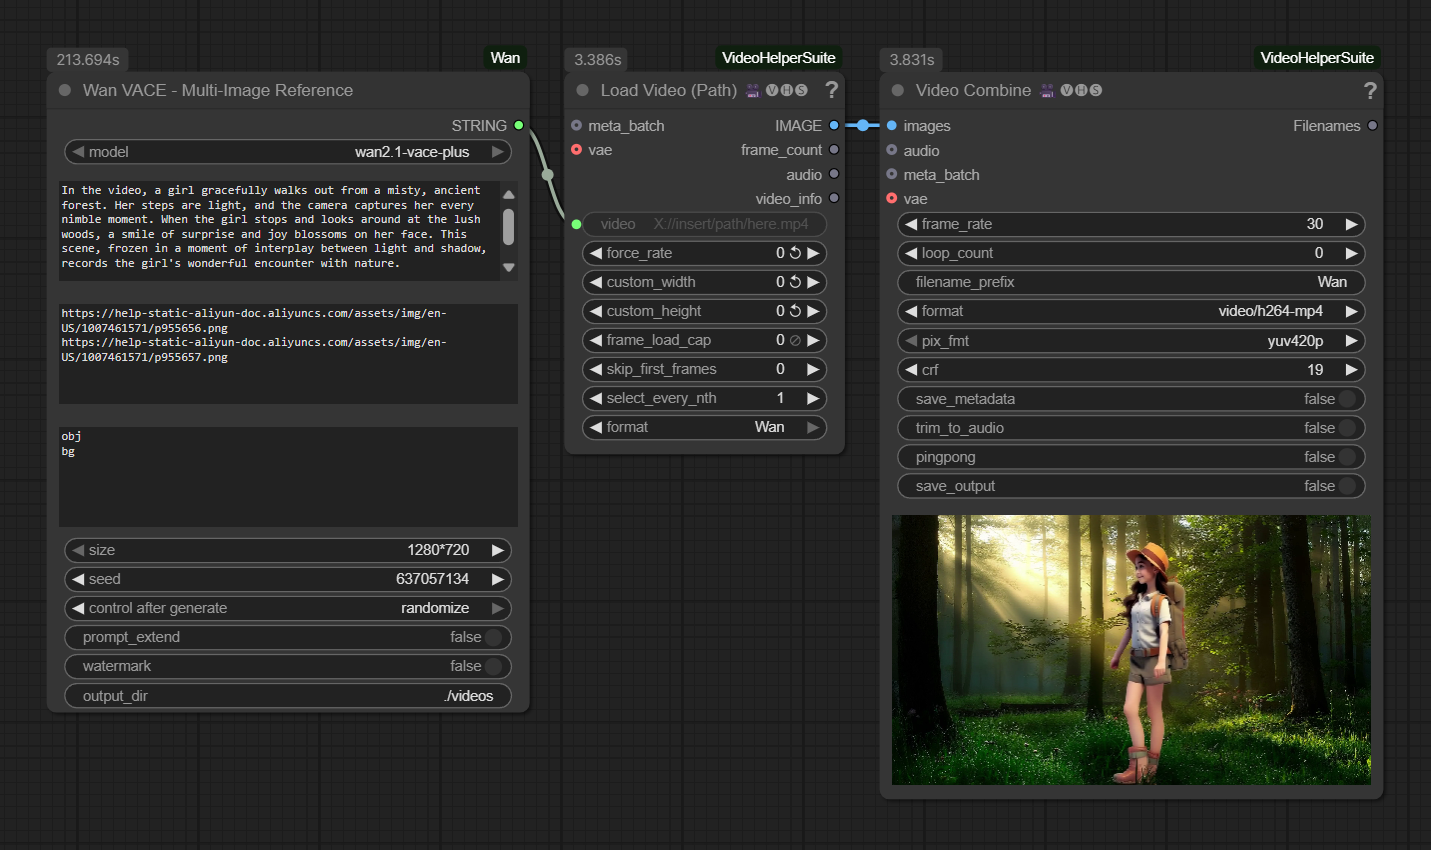 213.694s
Wan
Wan VACE - Multi-Image Reference
STRING
model wan2.1-vace-plus
In the video, a girl gracefully walks out from a misty, ancient
forest. Her steps are light, and the camera captures her every
nimble moment. When the girl stops and looks around at the lush
woods, a smile of surprise and joy blossoms on her face. This
scene, frozen in a moment of interplay between light and shadow,
records the girl's wonderful encounter with nature.
https://help-static-aliyun-doc.aliyuncs.com/assets/img/en-
US/1007461571/p955656.png
https://help-static-aliyun-doc.aliyuncs.com/assets/img/en-
US/1007461571/p955657.png
obj
bg
size 1280*720
seed 637057134
control after generate randomize
prompt_extend false
watermark false
output_dir ./videos
3.386s
VideoHelperSuite
Load Video (Path) VHS ?
meta_batch IMAGE
vae frame_count
audio
video_info
video X://insert/path/here.mp4
force_rate 0
custom_width 0
custom_height 0
frame_load_cap 0
skip_first_frames 0
select_every_nth 1
format Wan
3.831s
VideoHelperSuite
Video Combine VHS ?
images Filenames
audio
meta_batch
vae
frame_rate 30
loop_count 0
filename_prefix Wan
format video/h264-mp4
pix_fmt yuv420p
crf 19
save_metadata false
trim_to_audio false
pingpong false
save_output false